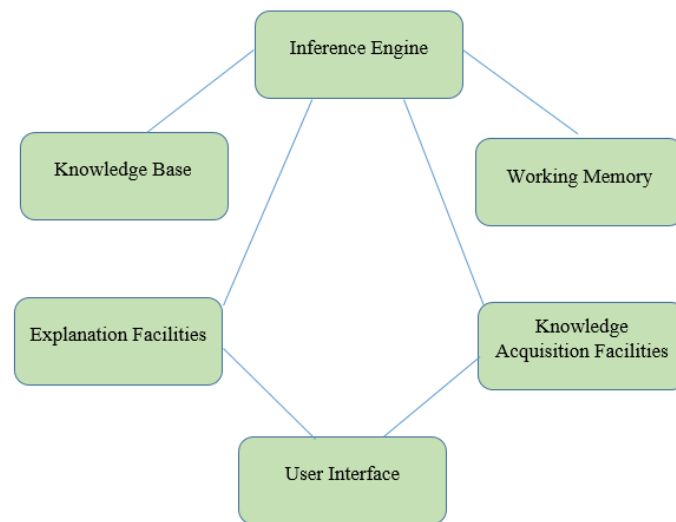 Inference Engine
Knowledge Base
Working Memory
Explanation Facilities
Knowledge
Acquisition Facilities
User Interface